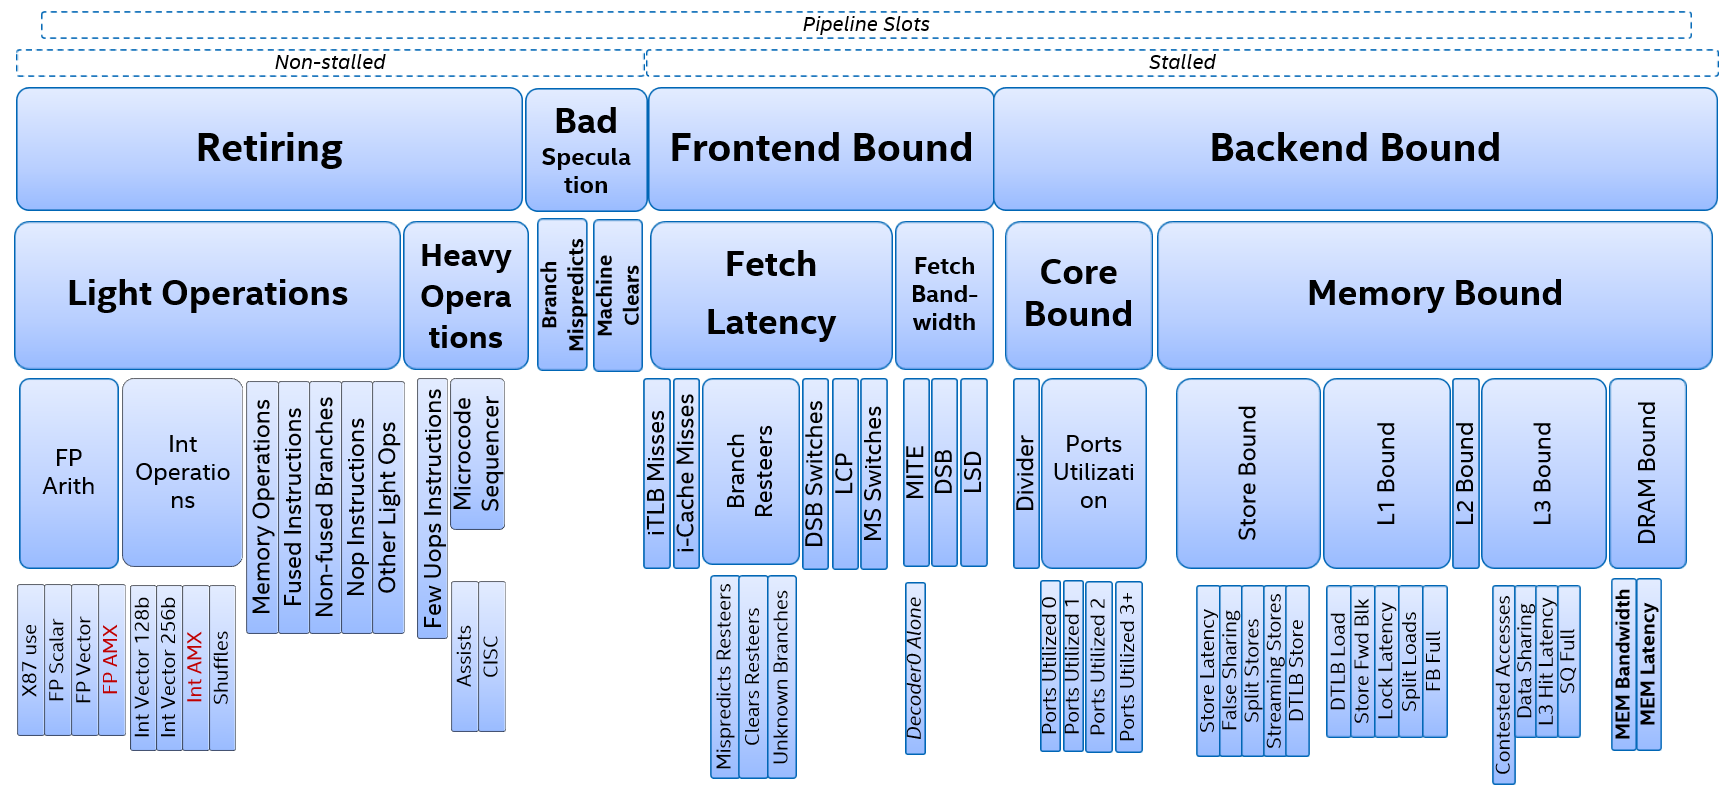 Pipeline Slots
Non-stalled
Stalled
Retiring
Bad
Specula
tion
Frontend Bound
Backend Bound
Light Operations
Heavy
Opera
tions
Branch
Mispredicts
Machine
Clears
Fetch
Latency
Fetch
Band-
width
Core
Bound
Memory Bound
FP
Arith
Int
Operatio
ns
Memory Operations
Fused Instructions
Non-fused Branches
Nop Instructions
Other Light Ops
Few Uops Instructions
Microcode
Sequencer
iTLB Misses
i-Cache Misses
Branch
Resteers
DSB Switches
LCP
MS Switches
MITE
DSB
LSD
Divider
Ports
Utilizati
on
Store Bound
L1 Bound
L2 Bound
L3 Bound
DRAM Bound
X87 use
FP Scalar
FP Vector
FP AMX
Int Vector 128b
Int Vector 256b
Int AMX
Shuffles
Assists
CISC
Mispredicts Resteers
Clears Resteers
Unknown Branches
Decoder0 Alone
Ports Utilized 0
Ports Utilized 1
Ports Utilized 2
Ports Utilized 3+
Store Latency
False Sharing
Split Stores
Streaming Stores
DTLB Store
DTLB Load
Store Fwd Blk
Lock Latency
Split Loads
FB Full
Contested Accesses
Data Sharing
L3 Hit Latency
SQ Full
MEM Bandwidth
MEM Latency